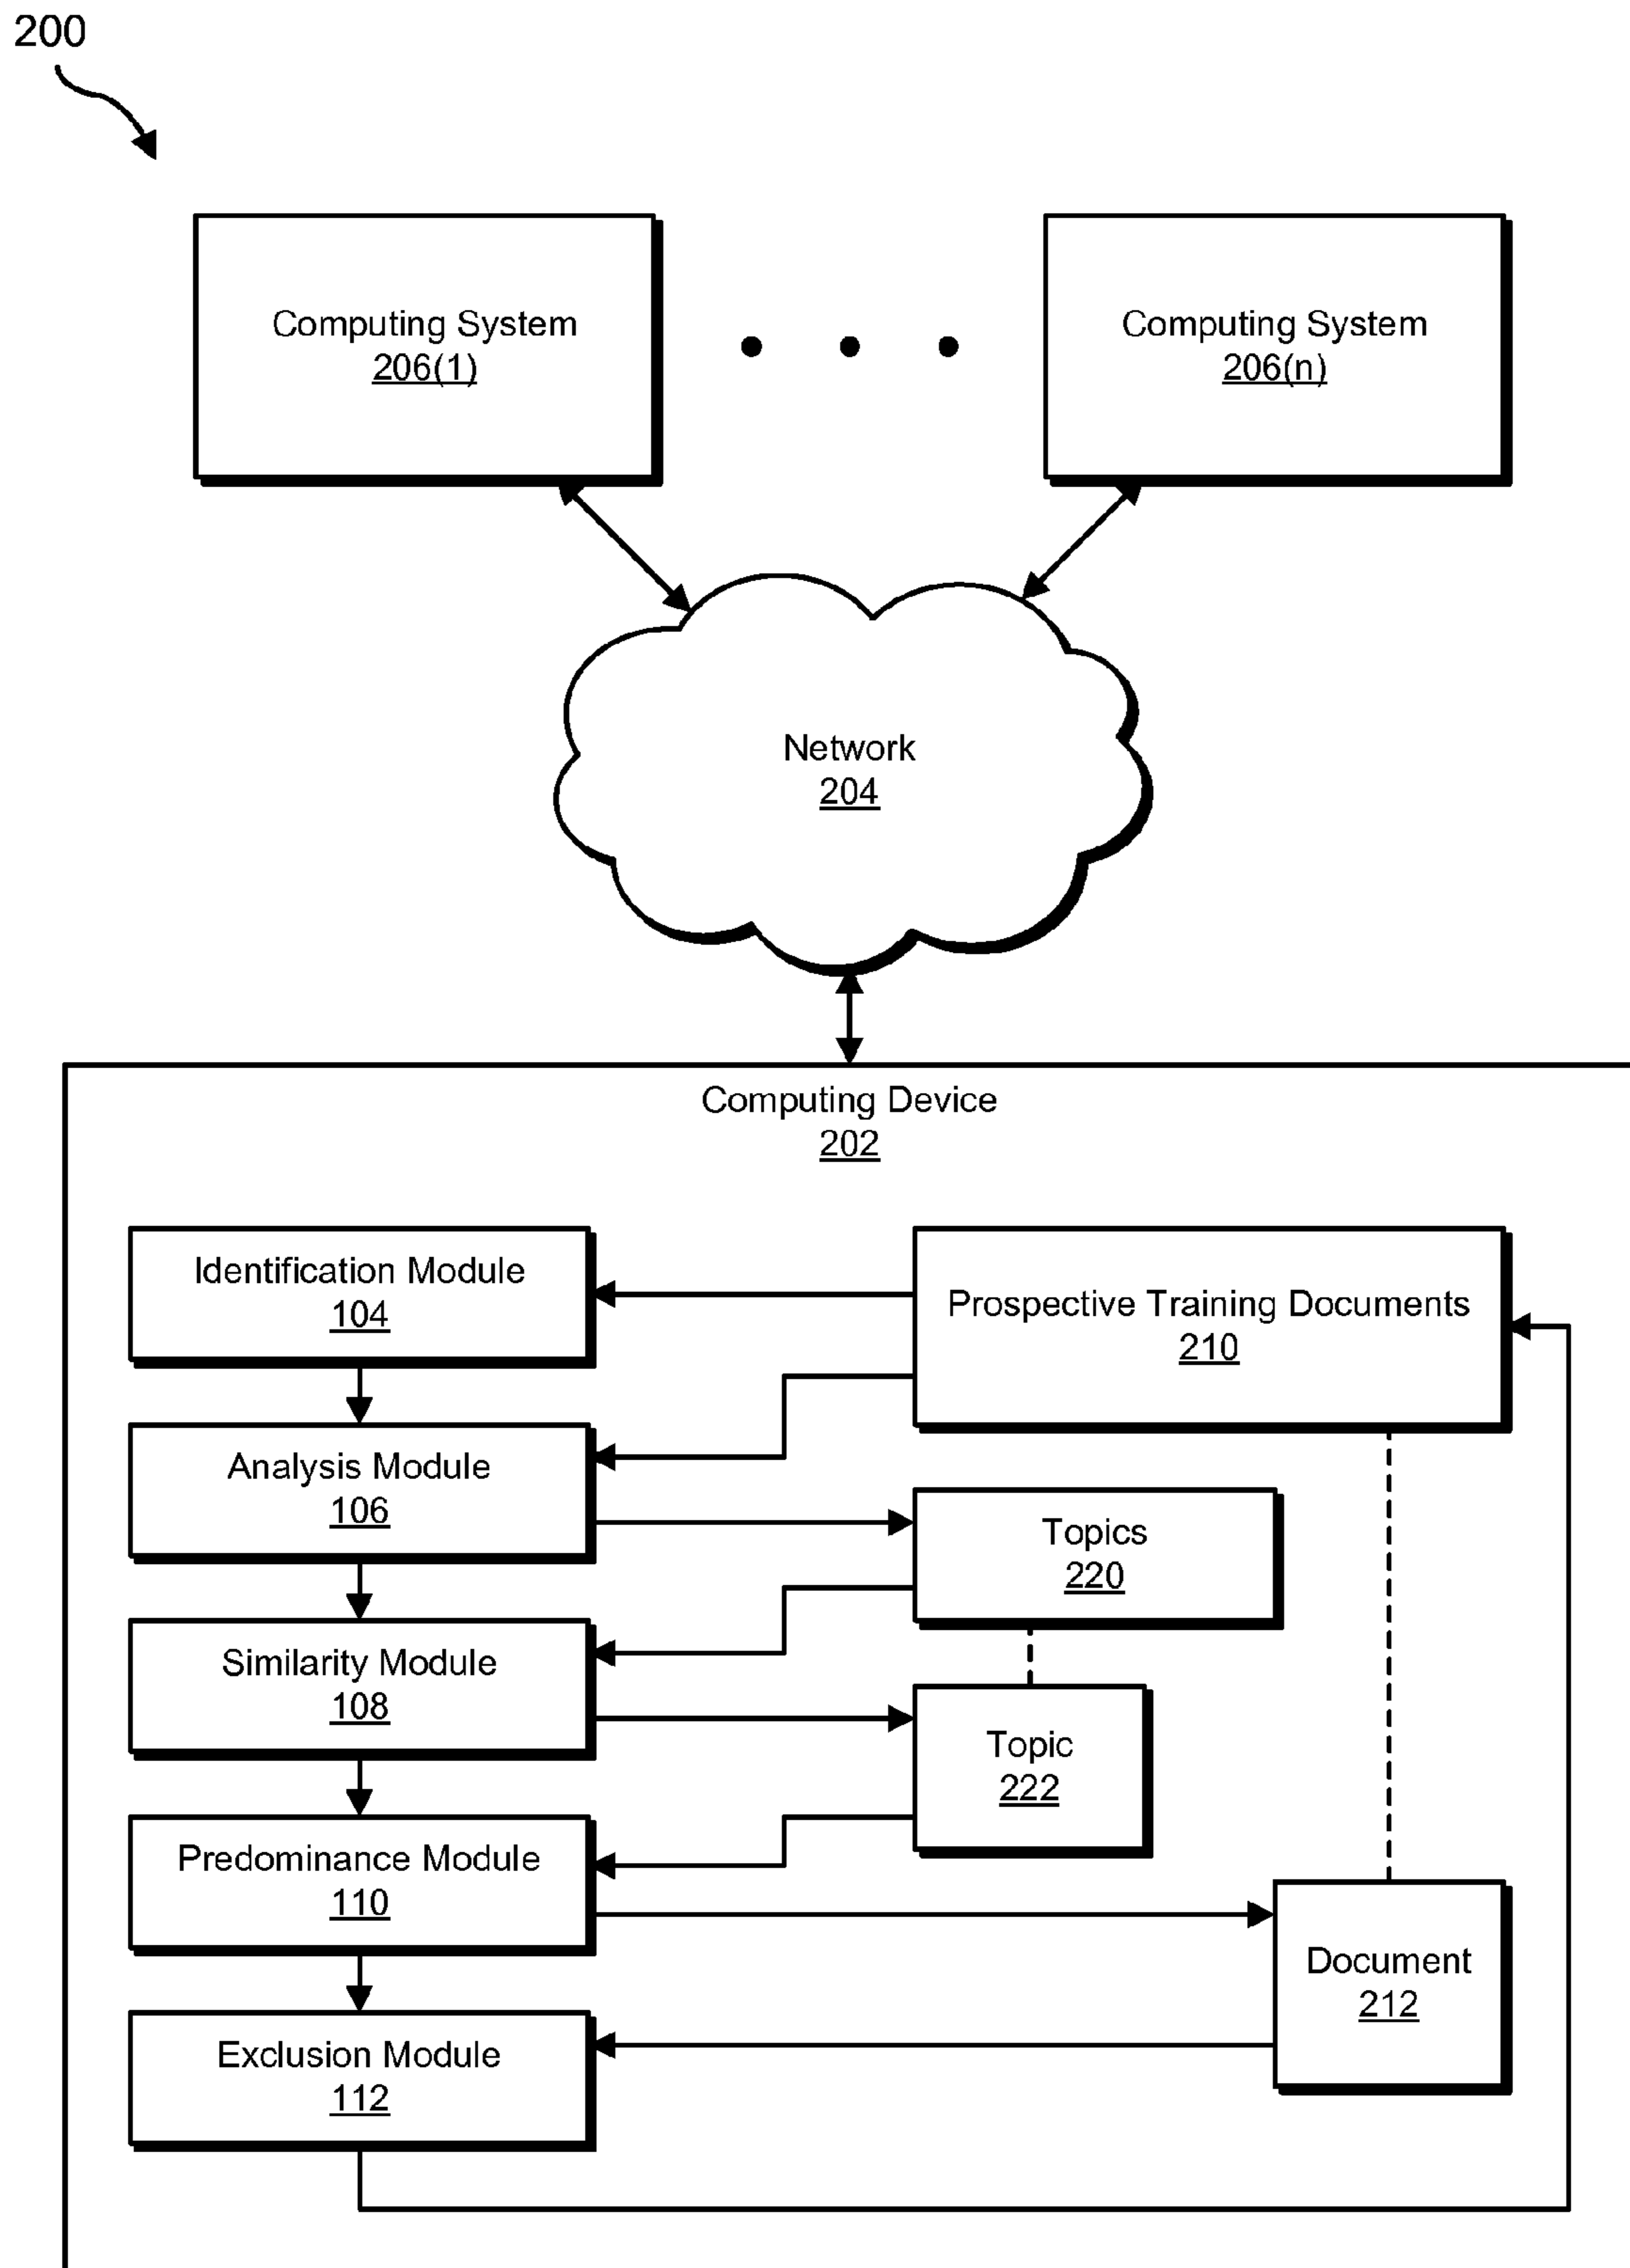 200
Computing System
206(1)
Computing System
206(n)
Network
204
Computing Device
202
Identification Module
104
Prospective Training Documents
210
Analysis Module
106
Topics
220
Similarity Module
108
Topic
222
Predominance Module
110
Document
212
Exclusion Module
112